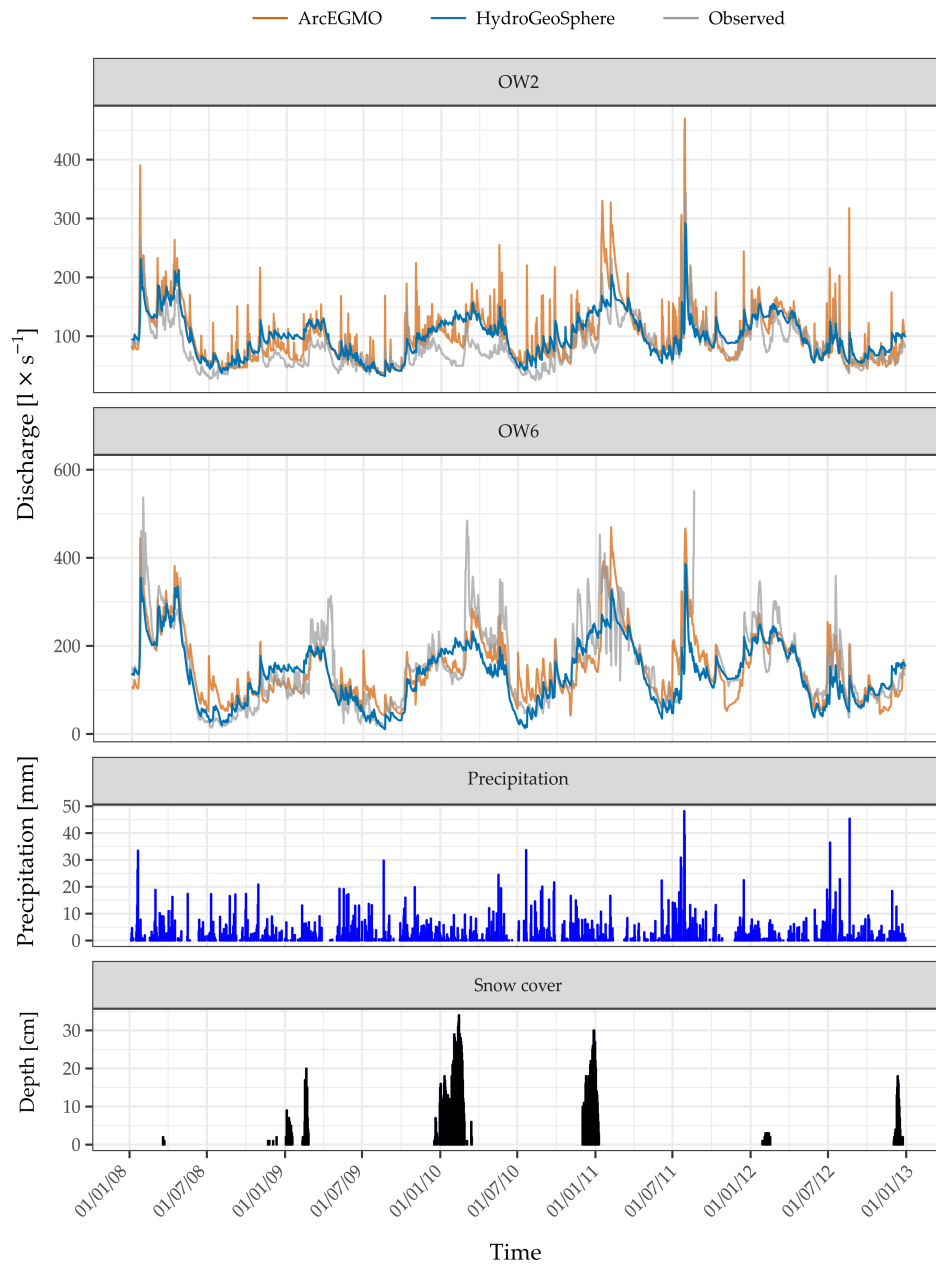 ArcEGMO HydroGeoSphere Observed
OW2
400
300
200
100
Discharge [l × s⁻¹]
OW6
600
400
200
0
Precipitation
Precipitation [mm]
50
40
30
20
10
0
Snow cover
Depth [cm]
30
20
10
0
01/01/08 01/07/08 01/01/09 01/07/09 01/01/10 01/07/10 01/01/11 01/07/11 01/01/12 01/07/12 01/01/13
Time